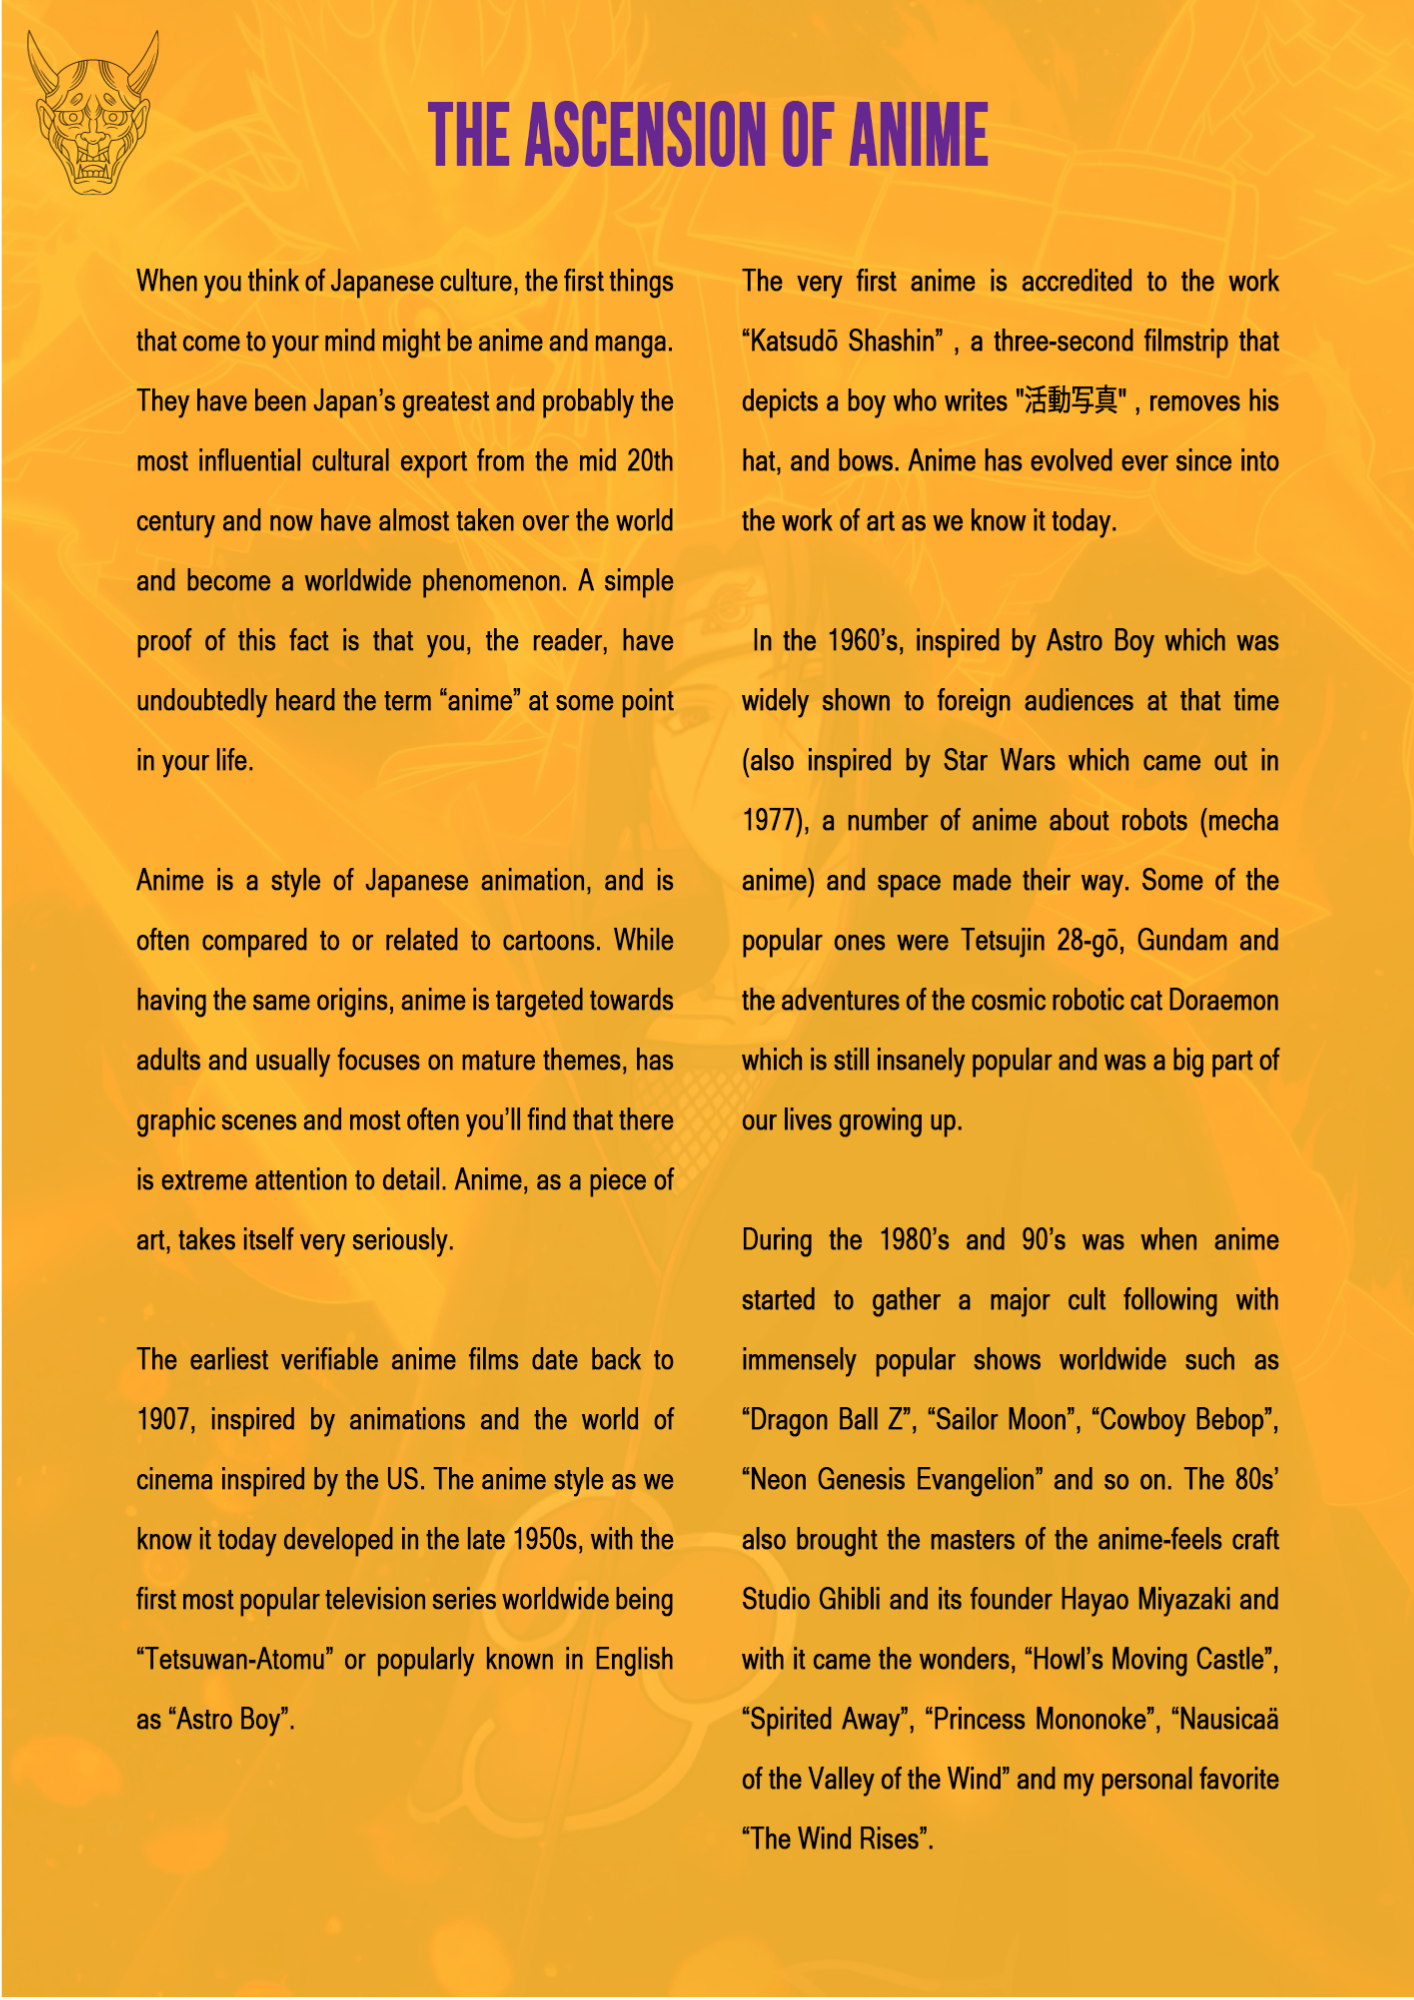 THE ASCENSION OF ANIME
When you think of Japanese culture, the first things
that come to your mind might be anime and manga.
They have been Japan’s greatest and probably the
most influential cultural export from the mid 20th
century and now have almost taken over the world
and become a worldwide phenomenon. A simple
proof of this fact is that you, the reader, have
undoubtedly heard the term “anime” at some point
in your life.
Anime is a style of Japanese animation, and is
often compared to or related to cartoons. While
having the same origins, anime is targeted towards
adults and usually focuses on mature themes, has
graphic scenes and most often you’ll find that there
is extreme attention to detail. Anime, as a piece of
art, takes itself very seriously.
The earliest verifiable anime films date back to
1907, inspired by animations and the world of
cinema inspired by the US. The anime style as we
know it today developed in the late 1950s, with the
first most popular television series worldwide being
“Tetsuwan-Atomu” or popularly known in English
as “Astro Boy”.
The very first anime is accredited to the work
“Katsudō Shashin” , a three-second filmstrip that
depicts a boy who writes "活動写真" , removes his
hat, and bows. Anime has evolved ever since into
the work of art as we know it today.
In the 1960’s, inspired by Astro Boy which was
widely shown to foreign audiences at that time
(also inspired by Star Wars which came out in
1977), a number of anime about robots (mecha
anime) and space made their way. Some of the
popular ones were Tetsujin 28-gō, Gundam and
the adventures of the cosmic robotic cat Doraemon
which is still insanely popular and was a big part of
our lives growing up.
During the 1980’s and 90’s was when anime
started to gather a major cult following with
immensely popular shows worldwide such as
“Dragon Ball Z”, “Sailor Moon”, “Cowboy Bebop”,
“Neon Genesis Evangelion” and so on. The 80s’
also brought the masters of the anime-feels craft
Studio Ghibli and its founder Hayao Miyazaki and
with it came the wonders, “Howl’s Moving Castle”,
“Spirited Away”, “Princess Mononoke”, “Nausicaä
of the Valley of the Wind” and my personal favorite
“The Wind Rises”.